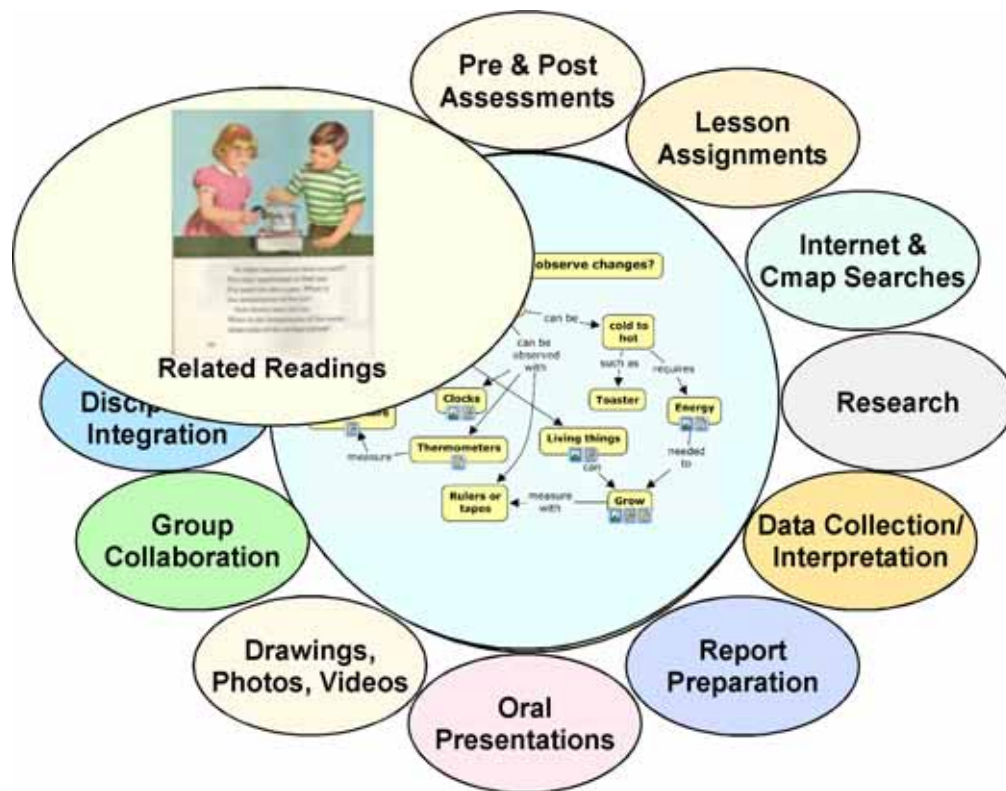 Pre & Post
Assessments
Lesson
Assignments
Internet &
Cmap Searches
Research
Data Collection/
Interpretation
Report
Preparation
Oral
Presentations
Drawings,
Photos, Videos
Group
Collaboration
Integration
Related Readings
observe changes?
can be
cold to
hot
can be
observed
with
such as
requires
Clocks
Toaster
Energy
Thermometers
measure
Living things
can
needed
to
Rulers or
tapes
measure
with
Grow